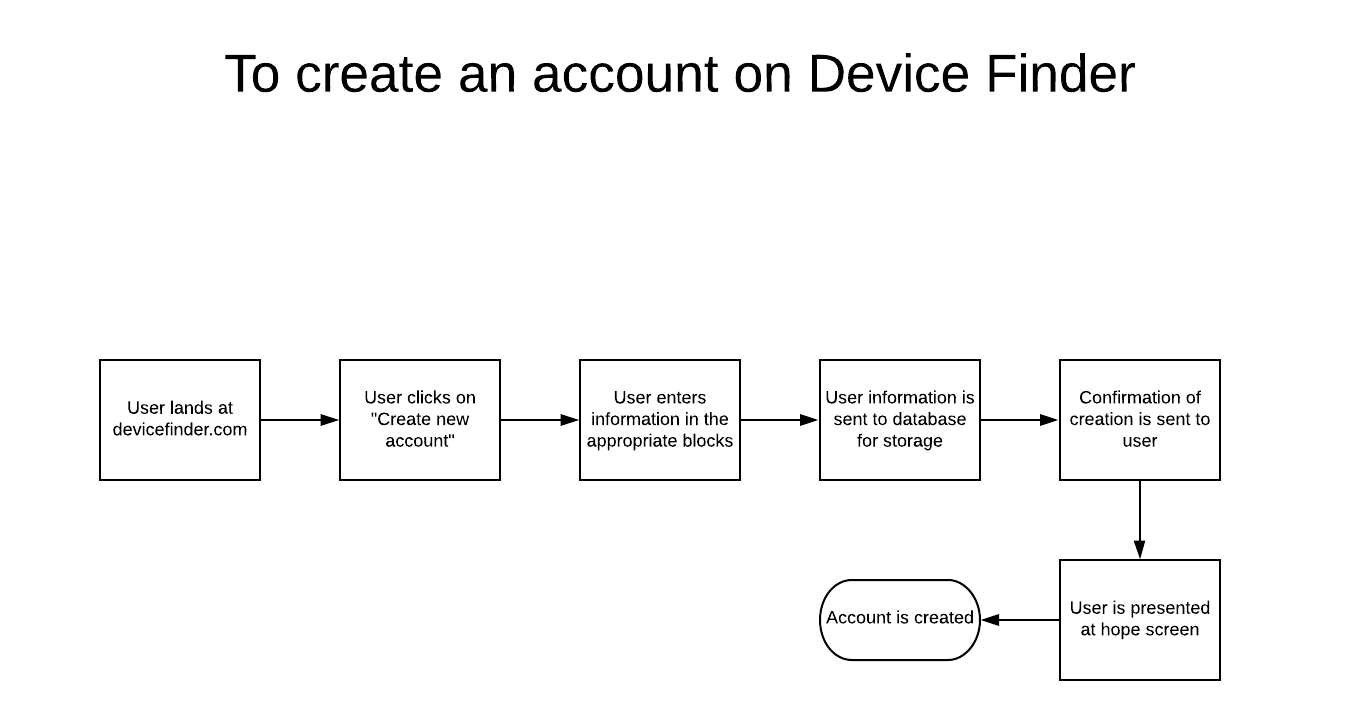 To create an account on Device Finder
User lands at
devicefinder.com
User clicks on
"Create new
account"
User enters
information in the
appropriate blocks
User information is
sent to database
for storage
Confirmation of
creation is sent to
user
User is presented
at hope screen
Account is created